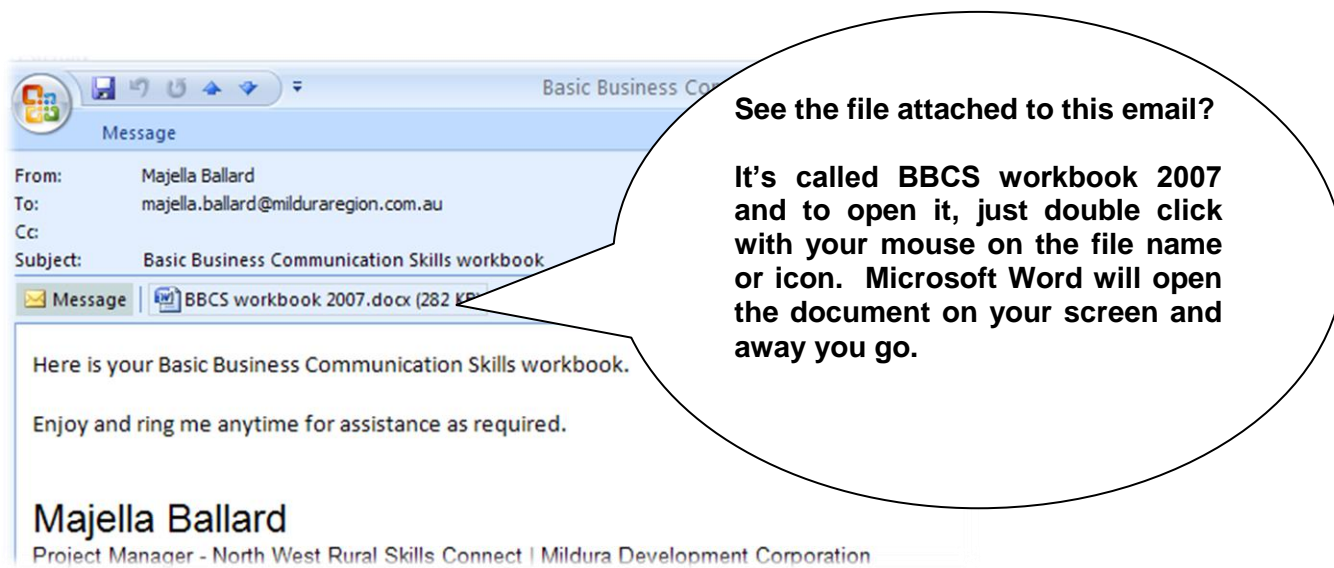 Basic Business Com
Message
From: Majella Ballard
To: majella.ballard@milduraregion.com.au
Cc:
Subject: Basic Business Communication Skills workbook
Message BBCS workbook 2007.docx (282 KB)
Here is your Basic Business Communication Skills workbook.
Enjoy and ring me anytime for assistance as required.
Majella Ballard
Project Manager - North West Rural Skills Connect | Mildura Development Corporation
See the file attached to this email?
It's called BBCS workbook 2007
and to open it, just double click
with your mouse on the file name
or icon. Microsoft Word will open
the document on your screen and
away you go.